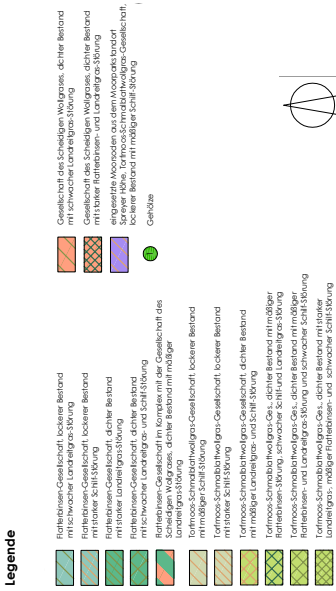 Legende
Flatterbinsen-Gesellschaft, lockerer Bestand
mit schwacher Landreitgras-Störung
Flatterbinsen-Gesellschaft, lockerer Bestand
mit starker Schilf-Störung
Flatterbinsen-Gesellschaft, dichter Bestand
mit starker Landreitgras-Störung
Flatterbinsen-Gesellschaft, dichter Bestand
mit schwacher Landreitgras- und Schilf-Störung
Flatterbinsen-Gesellschaft im Komplex mit der Gesellschaft des
Scheidigen Wollgrases, dichter Bestand mit mäßiger
Landreitgras-Störung
Torfmoos-Schmalblattwollgras-Gesellschaft, lockerer Bestand
mit mäßiger Schilf-Störung
Torfmoos-Schmalblattwollgras-Gesellschaft, lockerer Bestand
mit starker Schilf-Störung
Torfmoos-Schmalblattwollgras-Gesellschaft, dichter Bestand
mit mäßiger Landreitgras- und Schilf-Störung
Torfmoos-Schmalblattwollgras-Ges., dichter Bestand mit mäßiger
Flatterbinsen-Störung, schwacher Schilf- und Landreitgras-Störung
Torfmoos-Schmalblattwollgras-Ges., dichter Bestand mit mäßiger
Flatterbinsen- und Landreitgras-Störung und schwacher Schilf-Störung
Torfmoos-Schmalblattwollgras-Ges., dichter Bestand mit starker
Landreitgras-, mäßiger Flatterbinsen- und schwacher Schilf-Störung
Gesellschaft des Scheidigen Wollgrases, dichter Bestand
mit schwacher Landreitgras-Störung
Gesellschaft des Scheidigen Wollgrases, dichter Bestand
mit starker Flatterbinsen- und Landreitgras-Störung
eingesetzte Moorsoden aus dem Moorparkstandort
Spreyer Höhe, Torfmoos-Schmalblattwollgras-Gesellschaft,
lockerer Bestand mit mäßiger Schilf-Störung
Gehölze